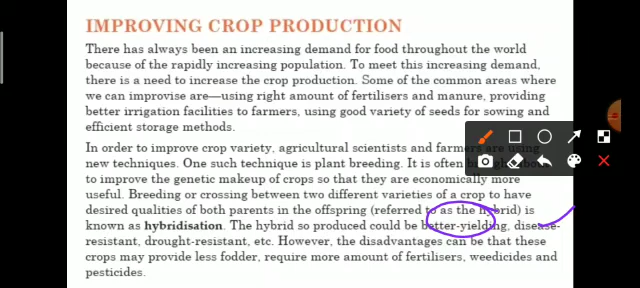 IMPROVING CROP PRODUCTION
There has always been an increasing demand for food throughout the world
because of the rapidly increasing population. To meet this increasing demand,
there is a need to increase the crop production. Some of the common areas where
we can improvise are—using right amount of fertilisers and manure, providing
better irrigation facilities to farmers, using good variety of seeds for sowing and
efficient storage methods.
In order to improve crop variety, agricultural scientists and farmers are using
new techniques. One such technique is plant breeding. It is often
to improve the genetic makeup of crops so that they are economically more
useful. Breeding or crossing between two different varieties of a crop to have
desired qualities of both parents in the offspring (referred to as the hybrid) is
known as hybridisation. The hybrid so produced could be better-yielding, disease-
resistant, drought-resistant, etc. However, the disadvantages can be that these
crops may provide less fodder, require more amount of fertilisers, weedicides and
pesticides.